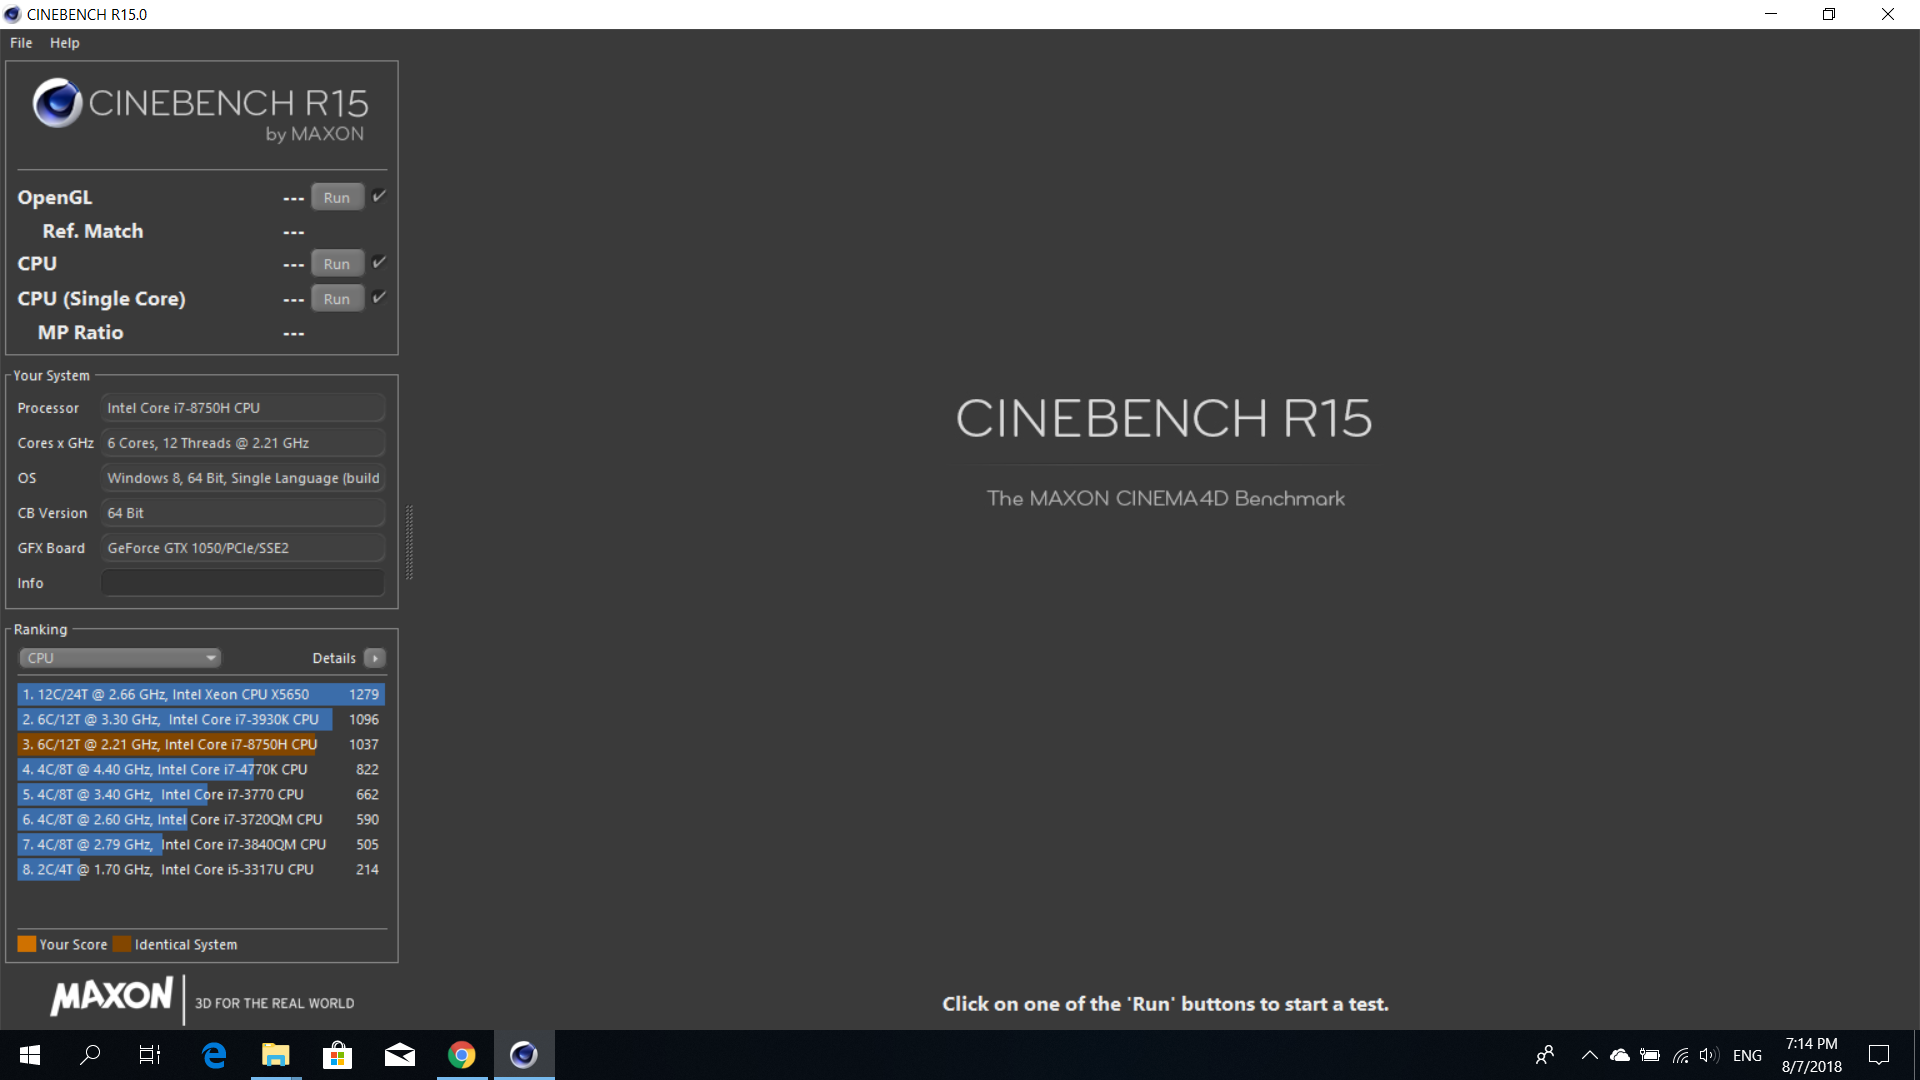 CINEBENCH R15.0
File Help
CINEBENCH R15
by MAXON
OpenGL --- Run
Ref. Match ---
CPU --- Run
CPU (Single Core) --- Run
MP Ratio ---
Your System
Processor Intel Core i7-8750H CPU
Cores x GHz 6 Cores, 12 Threads @ 2.21 GHz
OS Windows 8, 64 Bit, Single Language (build
CB Version 64 Bit
GFX Board GeForce GTX 1050/PCIe/SSE2
Info
Ranking
CPU Details
1. 12C/24T @ 2.66 GHz, Intel Xeon CPU X5650 1279
2. 6C/12T @ 3.30 GHz, Intel Core i7-3930K CPU 1096
3. 6C/12T @ 2.21 GHz, Intel Core i7-8750H CPU 1037
4. 4C/8T @ 4.40 GHz, Intel Core i7-4770K CPU 822
5. 4C/8T @ 3.40 GHz, Intel Core i7-3770 CPU 662
6. 4C/8T @ 2.60 GHz, Intel Core i7-3720QM CPU 590
7. 4C/8T @ 2.79 GHz, Intel Core i7-3840QM CPU 505
8. 2C/4T @ 1.70 GHz, Intel Core i5-3317U CPU 214
Your Score Identical System
MAXON 3D FOR THE REAL WORLD
CINEBENCH R15
The MAXON CINEMA4D Benchmark
Click on one of the 'Run' buttons to start a test.
ENG
7:14 PM
8/7/2018